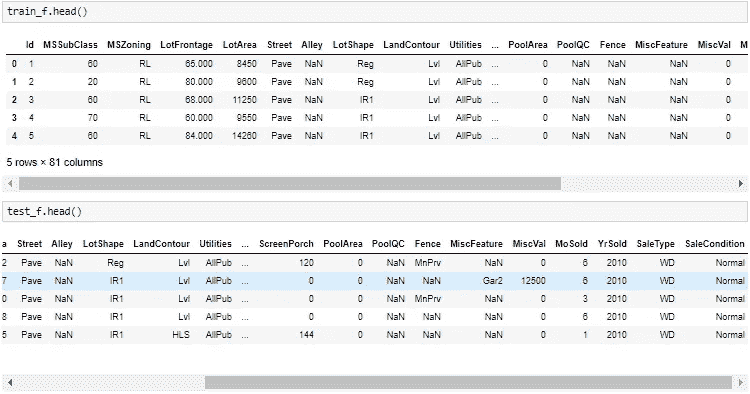 train_f.head()
Id MSSubClass MSZoning LotFrontage LotArea Street Alley LotShape LandContour Utilities ... PoolArea PoolQC Fence MiscFeature MiscVal M
0 1 60 RL 65.000 8450 Pave NaN Reg Lvl AllPub ... 0 NaN NaN NaN 0
1 2 20 RL 80.000 9600 Pave NaN Reg Lvl AllPub ... 0 NaN NaN NaN 0
2 3 60 RL 68.000 11250 Pave NaN IR1 Lvl AllPub ... 0 NaN NaN NaN 0
3 4 70 RL 60.000 9550 Pave NaN IR1 Lvl AllPub ... 0 NaN NaN NaN 0
4 5 60 RL 84.000 14260 Pave NaN IR1 Lvl AllPub ... 0 NaN NaN NaN 0
5 rows × 81 columns
test_f.head()
a Street Alley LotShape LandContour Utilities ... ScreenPorch PoolArea PoolQC Fence MiscFeature MiscVal MoSold YrSold SaleType SaleCondition
2 Pave NaN Reg Lvl AllPub ... 120 0 NaN MnPrv NaN 0 6 2010 WD Normal
7 Pave NaN IR1 Lvl AllPub ... 0 0 NaN NaN Gar2 12500 6 2010 WD Normal
0 Pave NaN IR1 Lvl AllPub ... 0 0 NaN MnPrv NaN 0 3 2010 WD Normal
8 Pave NaN IR1 Lvl AllPub ... 0 0 NaN NaN NaN 0 6 2010 WD Normal
5 Pave NaN IR1 HLS AllPub ... 144 0 NaN NaN NaN 0 1 2010 WD Normal